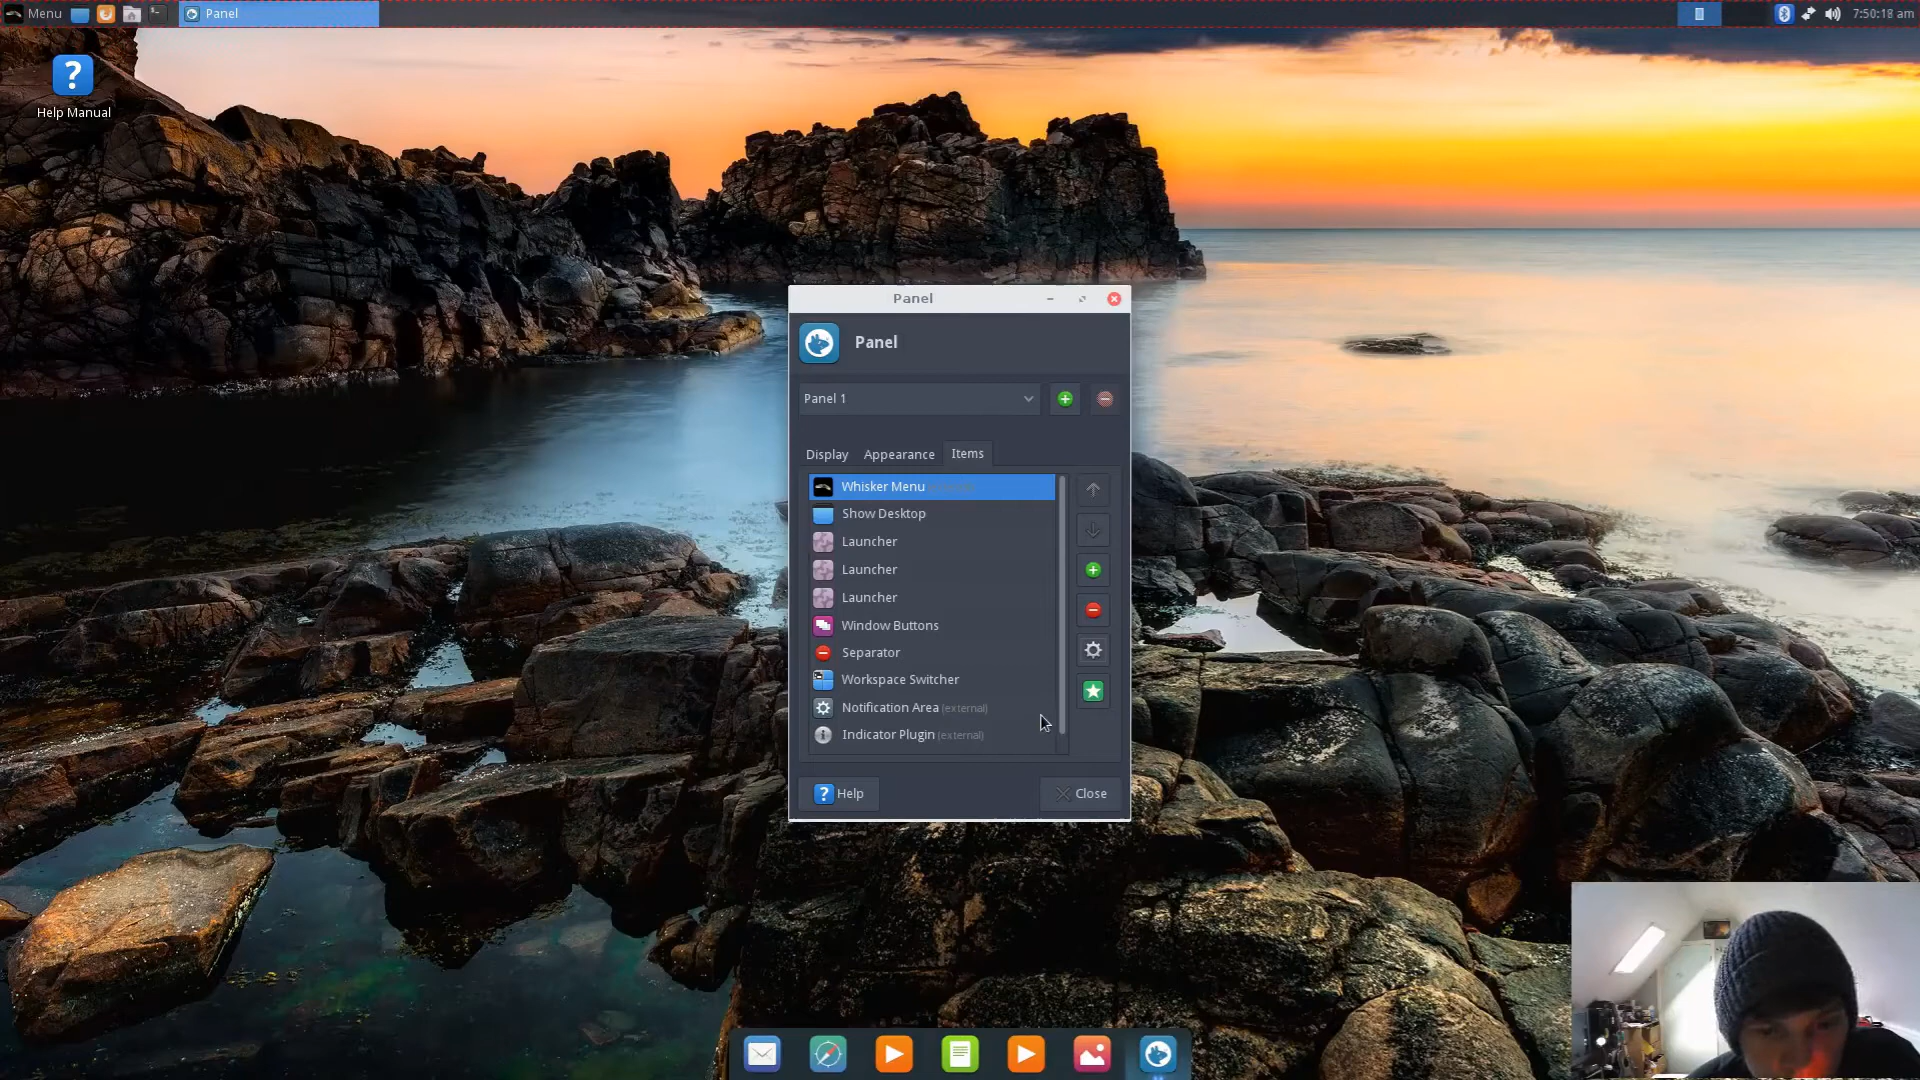 Menu
Panel
7:50:18 am
Help Manual
Panel
Panel
Panel 1
Display Appearance Items
Whisker Menu
Show Desktop
Launcher
Launcher
Launcher
Window Buttons
Separator
Workspace Switcher
Notification Area (external)
Indicator Plugin (external)
Help Close